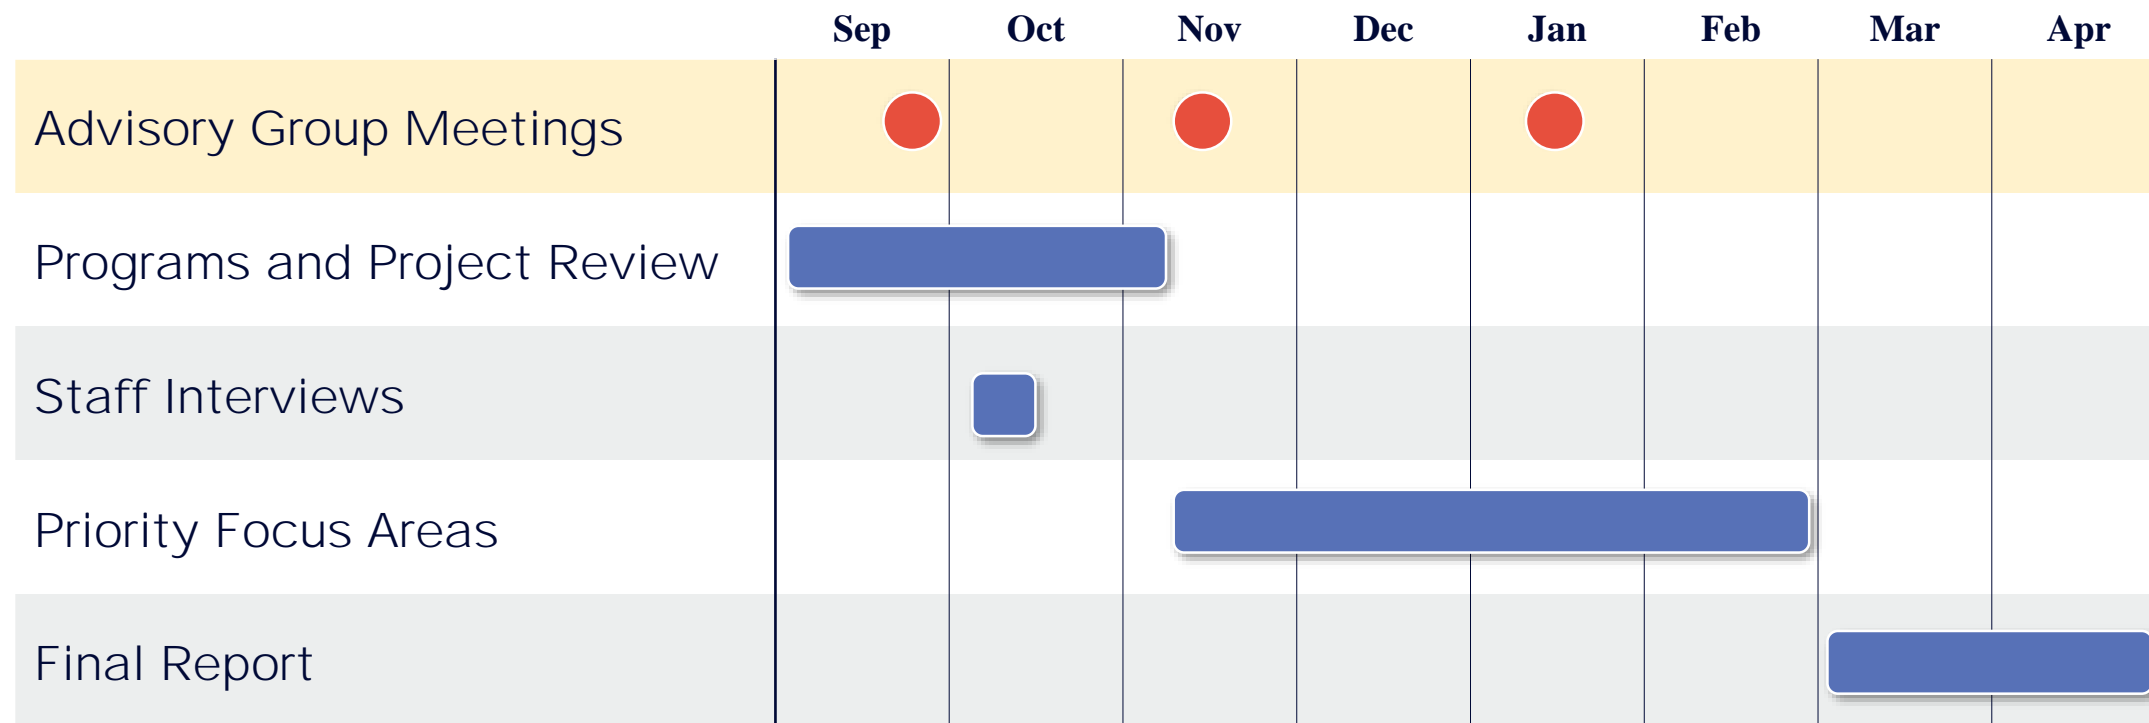 Sep Oct Nov Dec Jan Feb Mar Apr
Advisory Group Meetings
Programs and Project Review
Staff Interviews
Priority Focus Areas
Final Report